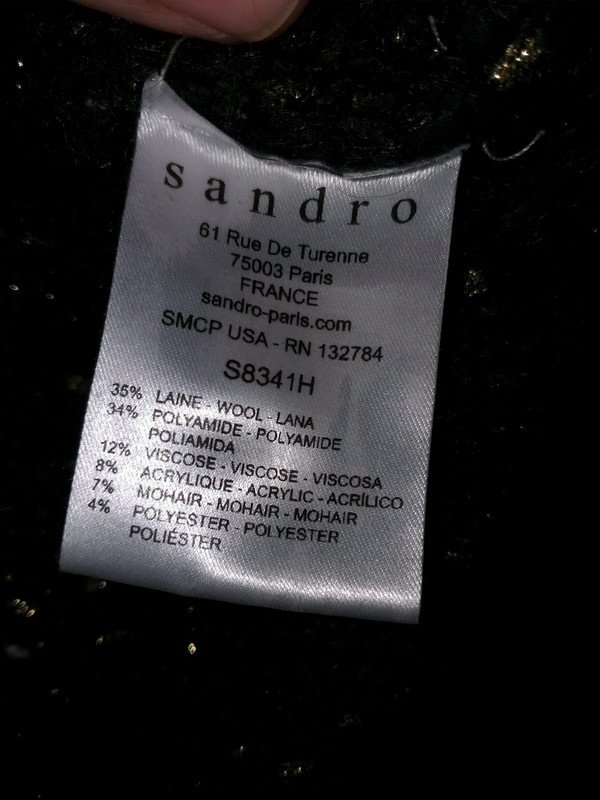 sandro
61 Rue De Turenne
75003 Paris
FRANCE
sandro-paris.com
SMCP USA - RN 132784
S8341H
35% LAINE - WOOL - LANA
34% POLYAMIDE - POLYAMIDE
POLIAMIDA
12% VISCOSE - VISCOSE - VISCOSA
8% ACRYLIQUE - ACRYLIC - ACRÍLICO
7% MOHAIR - MOHAIR - MOHAIR
4% POLYESTER - POLYESTER
POLIÉSTER